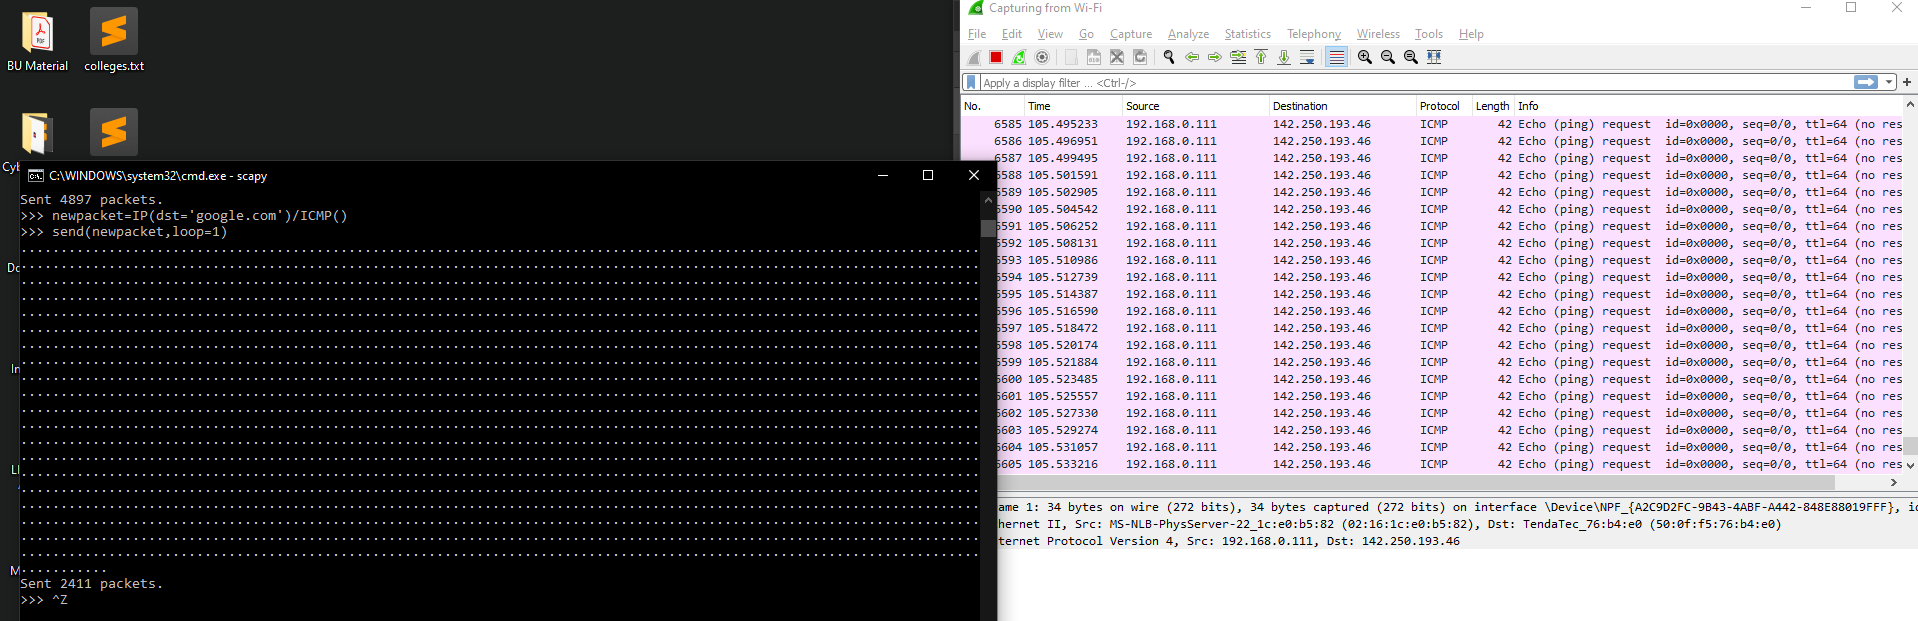 BU Material
colleges.txt
C:\WINDOWS\system32\cmd.exe - scapy
Sent 4897 packets.
>>> newpacket=IP(dst='google.com')/ICMP()
>>> send(newpacket,loop=1)
Sent 2411 packets.
>>> ^Z
Capturing from Wi-Fi
File Edit View Go Capture Analyze Statistics Telephony Wireless Tools Help
Apply a display filter ... <Ctrl-/>
No. Time Source Destination Protocol Length Info
6585 105.495233 192.168.0.111 142.250.193.46 ICMP 42 Echo (ping) request id=0x0000, seq=0/0, ttl=64 (no res
6586 105.496951 192.168.0.111 142.250.193.46 ICMP 42 Echo (ping) request id=0x0000, seq=0/0, ttl=64 (no res
6587 105.499495 192.168.0.111 142.250.193.46 ICMP 42 Echo (ping) request id=0x0000, seq=0/0, ttl=64 (no res
6588 105.501591 192.168.0.111 142.250.193.46 ICMP 42 Echo (ping) request id=0x0000, seq=0/0, ttl=64 (no res
6589 105.502905 192.168.0.111 142.250.193.46 ICMP 42 Echo (ping) request id=0x0000, seq=0/0, ttl=64 (no res
6590 105.504542 192.168.0.111 142.250.193.46 ICMP 42 Echo (ping) request id=0x0000, seq=0/0, ttl=64 (no res
6591 105.506252 192.168.0.111 142.250.193.46 ICMP 42 Echo (ping) request id=0x0000, seq=0/0, ttl=64 (no res
6592 105.508131 192.168.0.111 142.250.193.46 ICMP 42 Echo (ping) request id=0x0000, seq=0/0, ttl=64 (no res
6593 105.510986 192.168.0.111 142.250.193.46 ICMP 42 Echo (ping) request id=0x0000, seq=0/0, ttl=64 (no res
6594 105.512739 192.168.0.111 142.250.193.46 ICMP 42 Echo (ping) request id=0x0000, seq=0/0, ttl=64 (no res
6595 105.514387 192.168.0.111 142.250.193.46 ICMP 42 Echo (ping) request id=0x0000, seq=0/0, ttl=64 (no res
6596 105.516590 192.168.0.111 142.250.193.46 ICMP 42 Echo (ping) request id=0x0000, seq=0/0, ttl=64 (no res
6597 105.518472 192.168.0.111 142.250.193.46 ICMP 42 Echo (ping) request id=0x0000, seq=0/0, ttl=64 (no res
6598 105.520174 192.168.0.111 142.250.193.46 ICMP 42 Echo (ping) request id=0x0000, seq=0/0, ttl=64 (no res
6599 105.521884 192.168.0.111 142.250.193.46 ICMP 42 Echo (ping) request id=0x0000, seq=0/0, ttl=64 (no res
6600 105.523485 192.168.0.111 142.250.193.46 ICMP 42 Echo (ping) request id=0x0000, seq=0/0, ttl=64 (no res
6601 105.525557 192.168.0.111 142.250.193.46 ICMP 42 Echo (ping) request id=0x0000, seq=0/0, ttl=64 (no res
6602 105.527330 192.168.0.111 142.250.193.46 ICMP 42 Echo (ping) request id=0x0000, seq=0/0, ttl=64 (no res
6603 105.529274 192.168.0.111 142.250.193.46 ICMP 42 Echo (ping) request id=0x0000, seq=0/0, ttl=64 (no res
6604 105.531057 192.168.0.111 142.250.193.46 ICMP 42 Echo (ping) request id=0x0000, seq=0/0, ttl=64 (no res
6605 105.533216 192.168.0.111 142.250.193.46 ICMP 42 Echo (ping) request id=0x0000, seq=0/0, ttl=64 (no res
ame 1: 34 bytes on wire (272 bits), 34 bytes captured (272 bits) on interface \Device\NPF_{A2C9D2FC-9B43-4ABF-A442-848E88019FFF}, i
hernet II, Src: MS-NLB-PhysServer-22_1c:e0:b5:82 (02:16:1c:e0:b5:82), Dst: TendaTec_76:b4:e0 (50:0f:f5:76:b4:e0)
ternet Protocol Version 4, Src: 192.168.0.111, Dst: 142.250.193.46